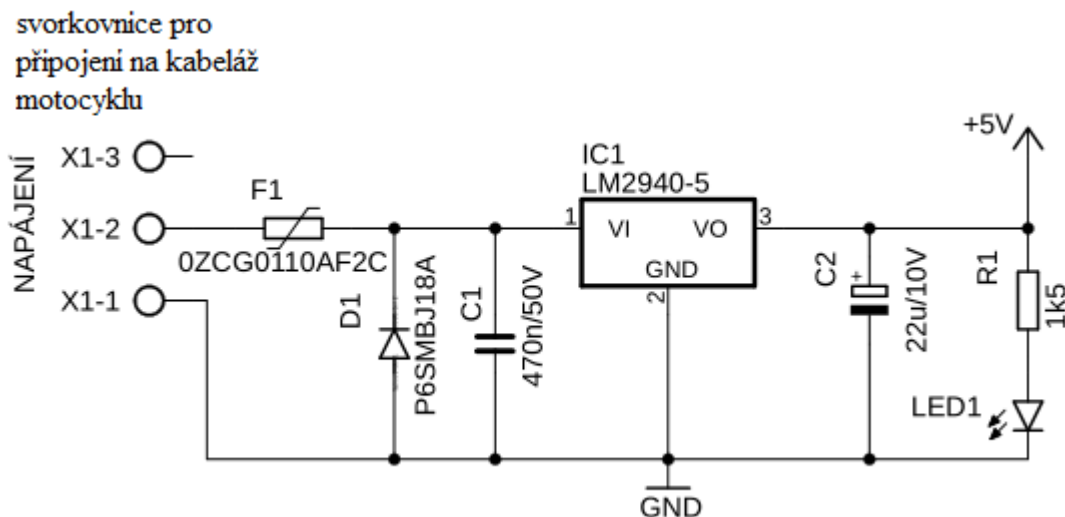 svorkovnice pro
připojeni na kabeláž
motocyklu
NAPÁJENÍ
X1-3
X1-2
X1-1
F1
0ZCG0110AF2C
D1
P6SMBJ18A
C1
470n/50V
IC1
LM2940-5
1
VI
VO
3
GND
2
C2
+
22u/10V
+5V
R1
1k5
LED1
GND